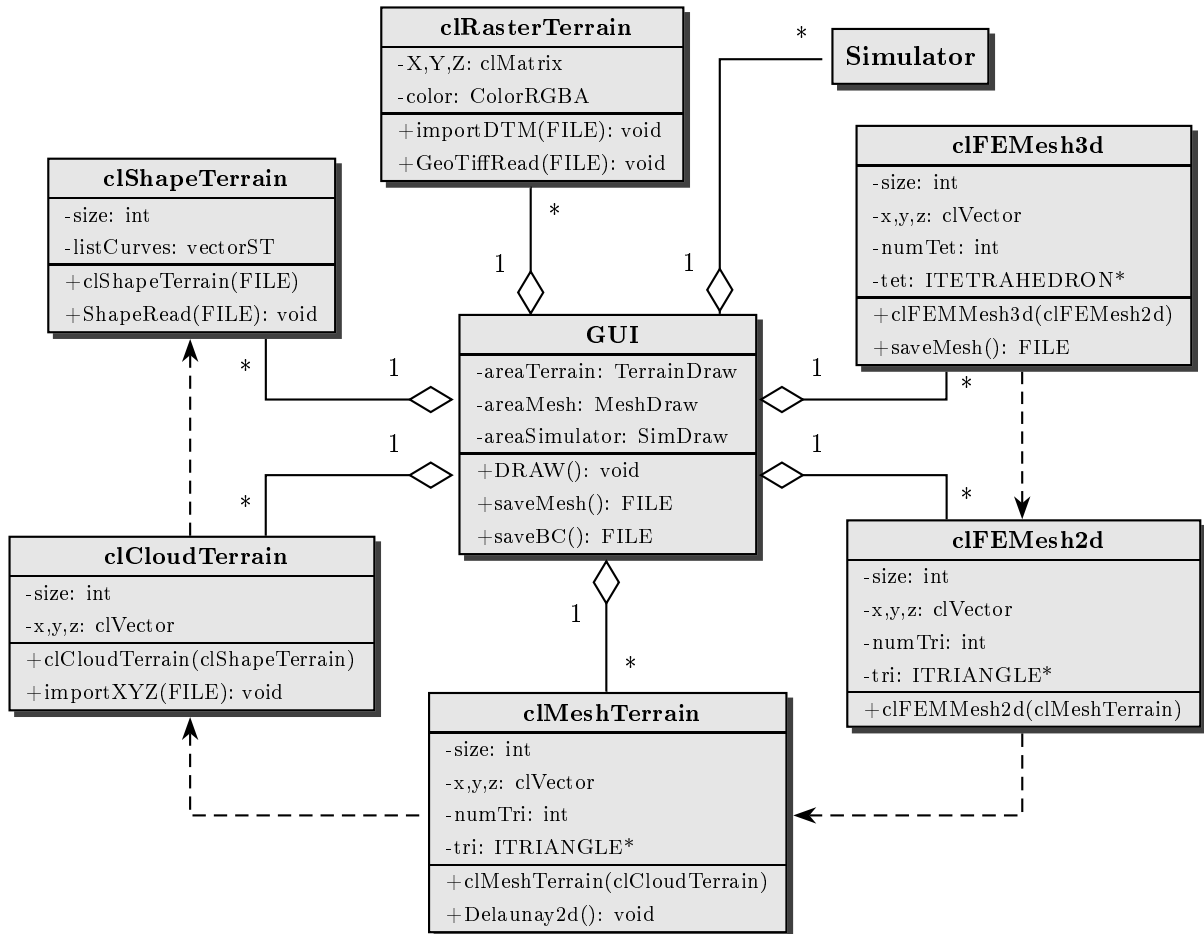 clRasterTerrain
-X,Y,Z: clMatrix
-color: ColorRGBA
+importDTM(FILE): void
+GeoTiffRead(FILE): void
*
1
*
Simulator
1
clShapeTerrain
-size: int
-listCurves: vectorST
+clShapeTerrain(FILE)
+ShapeRead(FILE): void
*
1
clFEMesh3d
-size: int
-x,y,z: clVector
-numTet: int
-tet: ITETRAHEDRON*
+clFEMMesh3d(clFEMesh2d)
+saveMesh(): FILE
1
*
GUI
-areaTerrain: TerrainDraw
-areaMesh: MeshDraw
-areaSimulator: SimDraw
+DRAW(): void
+saveMesh(): FILE
+saveBC(): FILE
1
*
1
*
clCloudTerrain
-size: int
-x,y,z: clVector
+clCloudTerrain(clShapeTerrain)
+importXYZ(FILE): void
1
*
clFEMesh2d
-size: int
-x,y,z: clVector
-numTri: int
-tri: ITRIANGLE*
+clFEMMesh2d(clMeshTerrain)
clMeshTerrain
-size: int
-x,y,z: clVector
-numTri: int
-tri: ITRIANGLE*
+clMeshTerrain(clCloudTerrain)
+Delaunay2d(): void